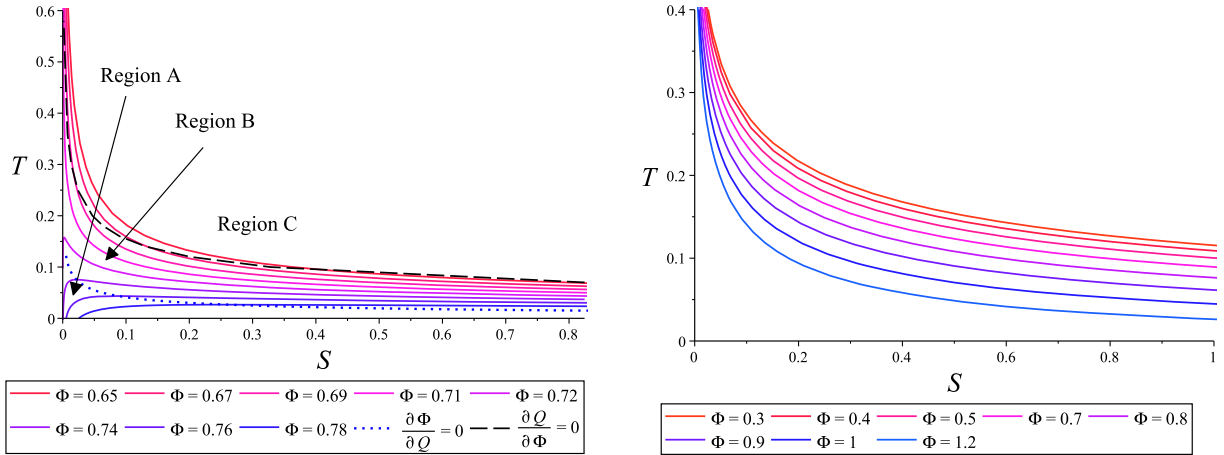 0.6
0.5
0.4
0.3
0.2
0.1
0
T
Region A
Region B
Region C
0 0.1 0.2 0.3 0.4 0.5 0.6 0.7 0.8
S
Φ = 0.65 Φ = 0.67 Φ = 0.69 Φ = 0.71 Φ = 0.72
Φ = 0.74 Φ = 0.76 Φ = 0.78 ∂Φ/∂Q = 0 ∂Q/∂Φ = 0
0.4
0.3
0.2
0.1
0
T
0 0.2 0.4 0.6 0.8 1
S
Φ = 0.3 Φ = 0.4 Φ = 0.5 Φ = 0.7 Φ = 0.8
Φ = 0.9 Φ = 1 Φ = 1.2